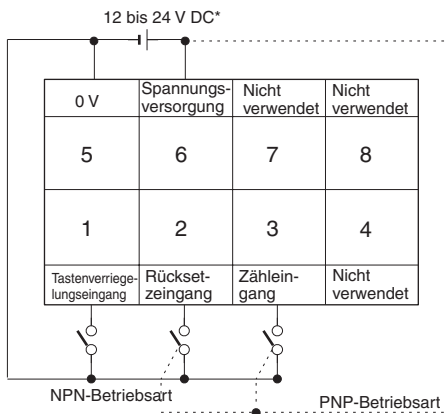 12 bis 24 V DC*
0 V
Spannungs-
versorgung
Nicht
verwendet
Nicht
verwendet
5
6
7
8
1
2
3
4
Tastenverriege-
lungseingang
Rückset-
zeingang
Zählein-
gang
Nicht
verwendet
NPN-Betriebsart
PNP-Betriebsart